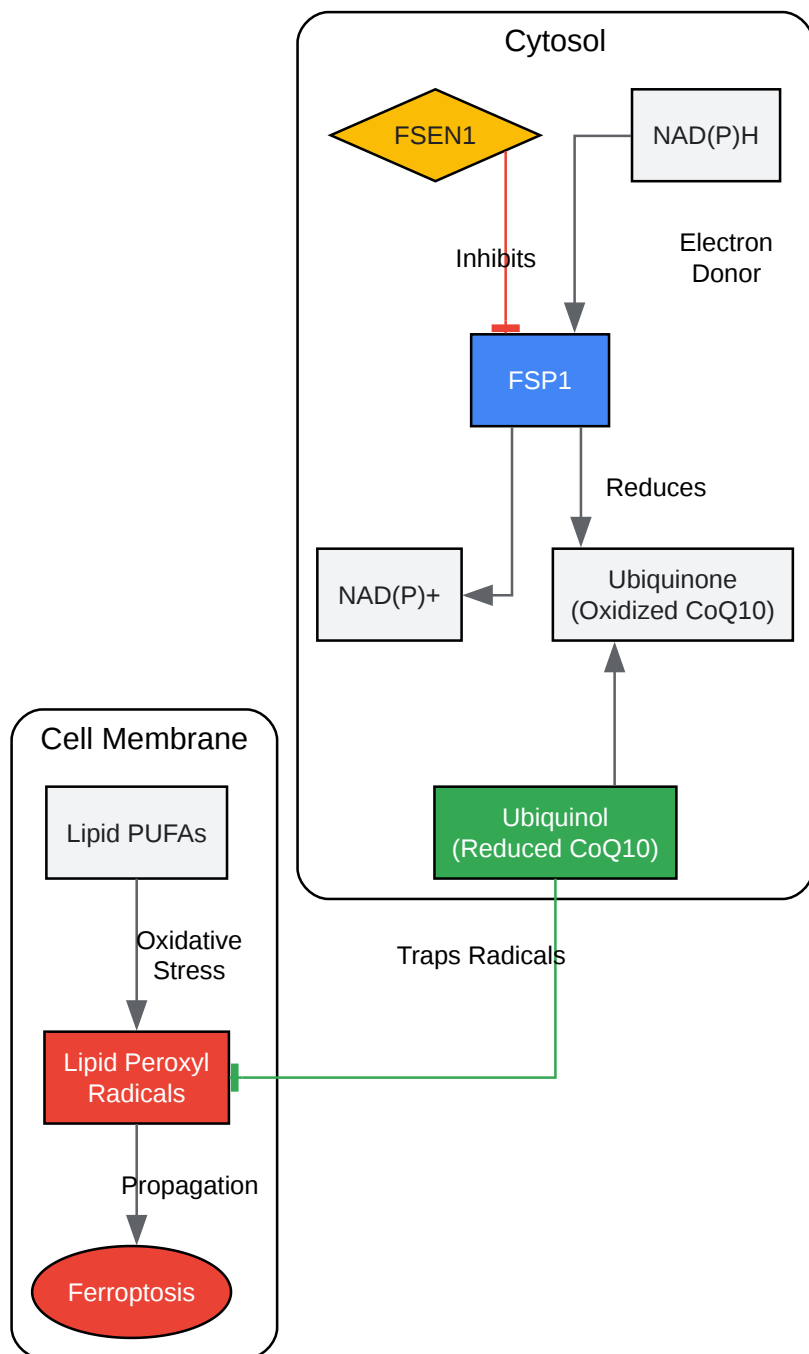 Cytosol
FSEN1
NAD(P)H
Inhibits
Electron
Donor
FSP1
Reduces
NAD(P)+
Ubiquinone
(Oxidized CoQ10)
Cell Membrane
Lipid PUFAs
Ubiquinol
(Reduced CoQ10)
Oxidative
Stress
Traps Radicals
Lipid Peroxyl
Radicals
Propagation
Ferroptosis